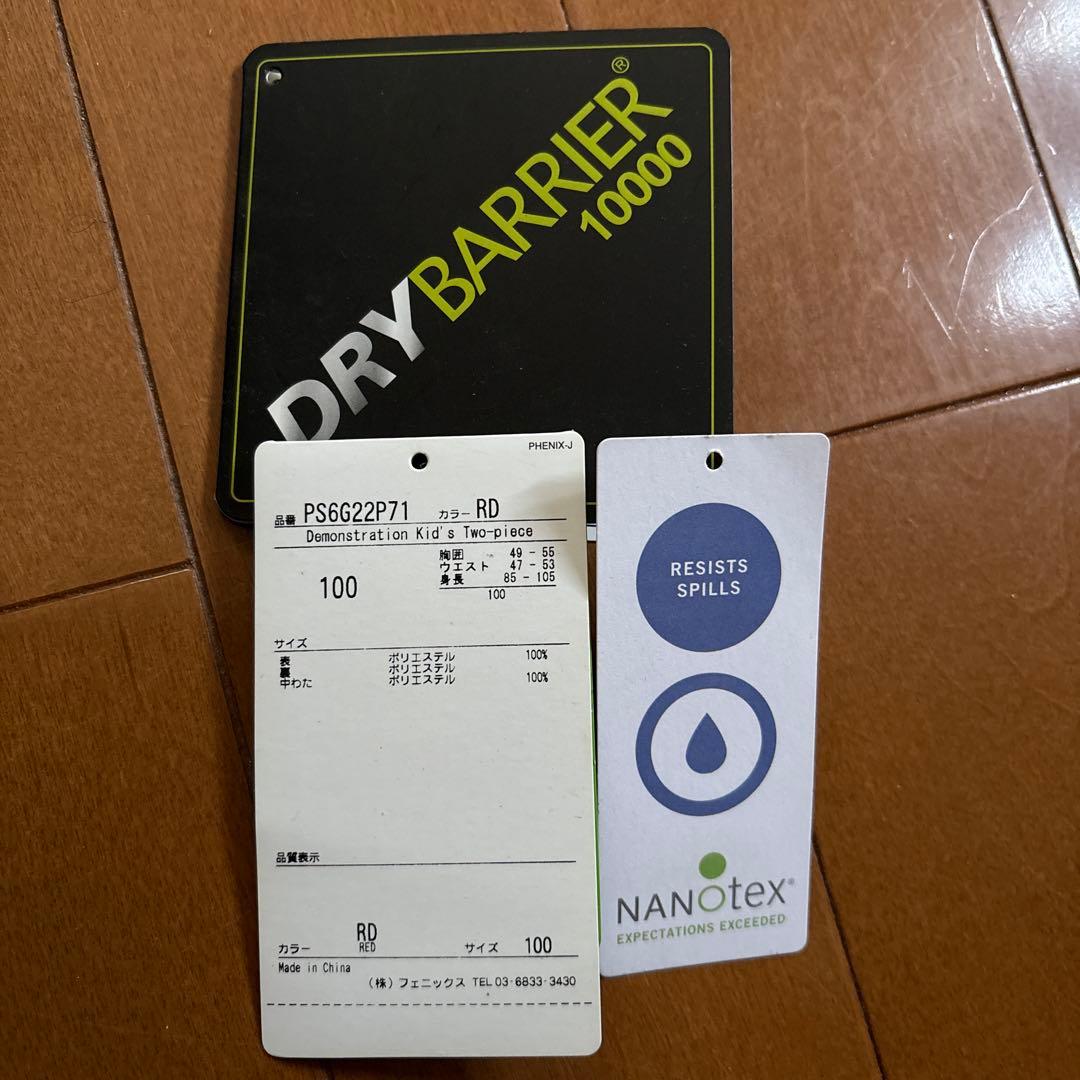 DRYBARRIER®
10000
PHENIX-J
品番 PS6G22P71 カラー RD
Demonstration Kid's Two-piece
100
胸囲 49 - 55
ウエスト 47 - 53
身長 85 - 105
100
サイズ
表 ポリエステル 100%
裏 ポリエステル
中わた ポリエステル 100%
品質表示
カラー RD サイズ 100
RED
Made in China
(株)フェニックス TEL 03-6833-3430
RESISTS
SPILLS
NANOtex®
EXPECTATIONS EXCEEDED